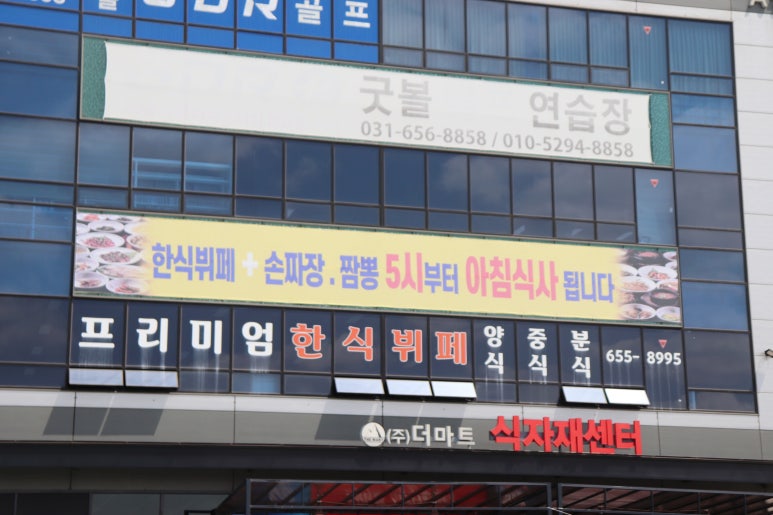 골프
굿볼 연습장
031-656-8858 / 010-5294-8858
한식뷔페 + 손짜장 . 짬뽕 5시부터 아침식사 됩니다
프리미엄 한식뷔페 양식 중식 분식 655-8995
(주)더마트 식자재센터